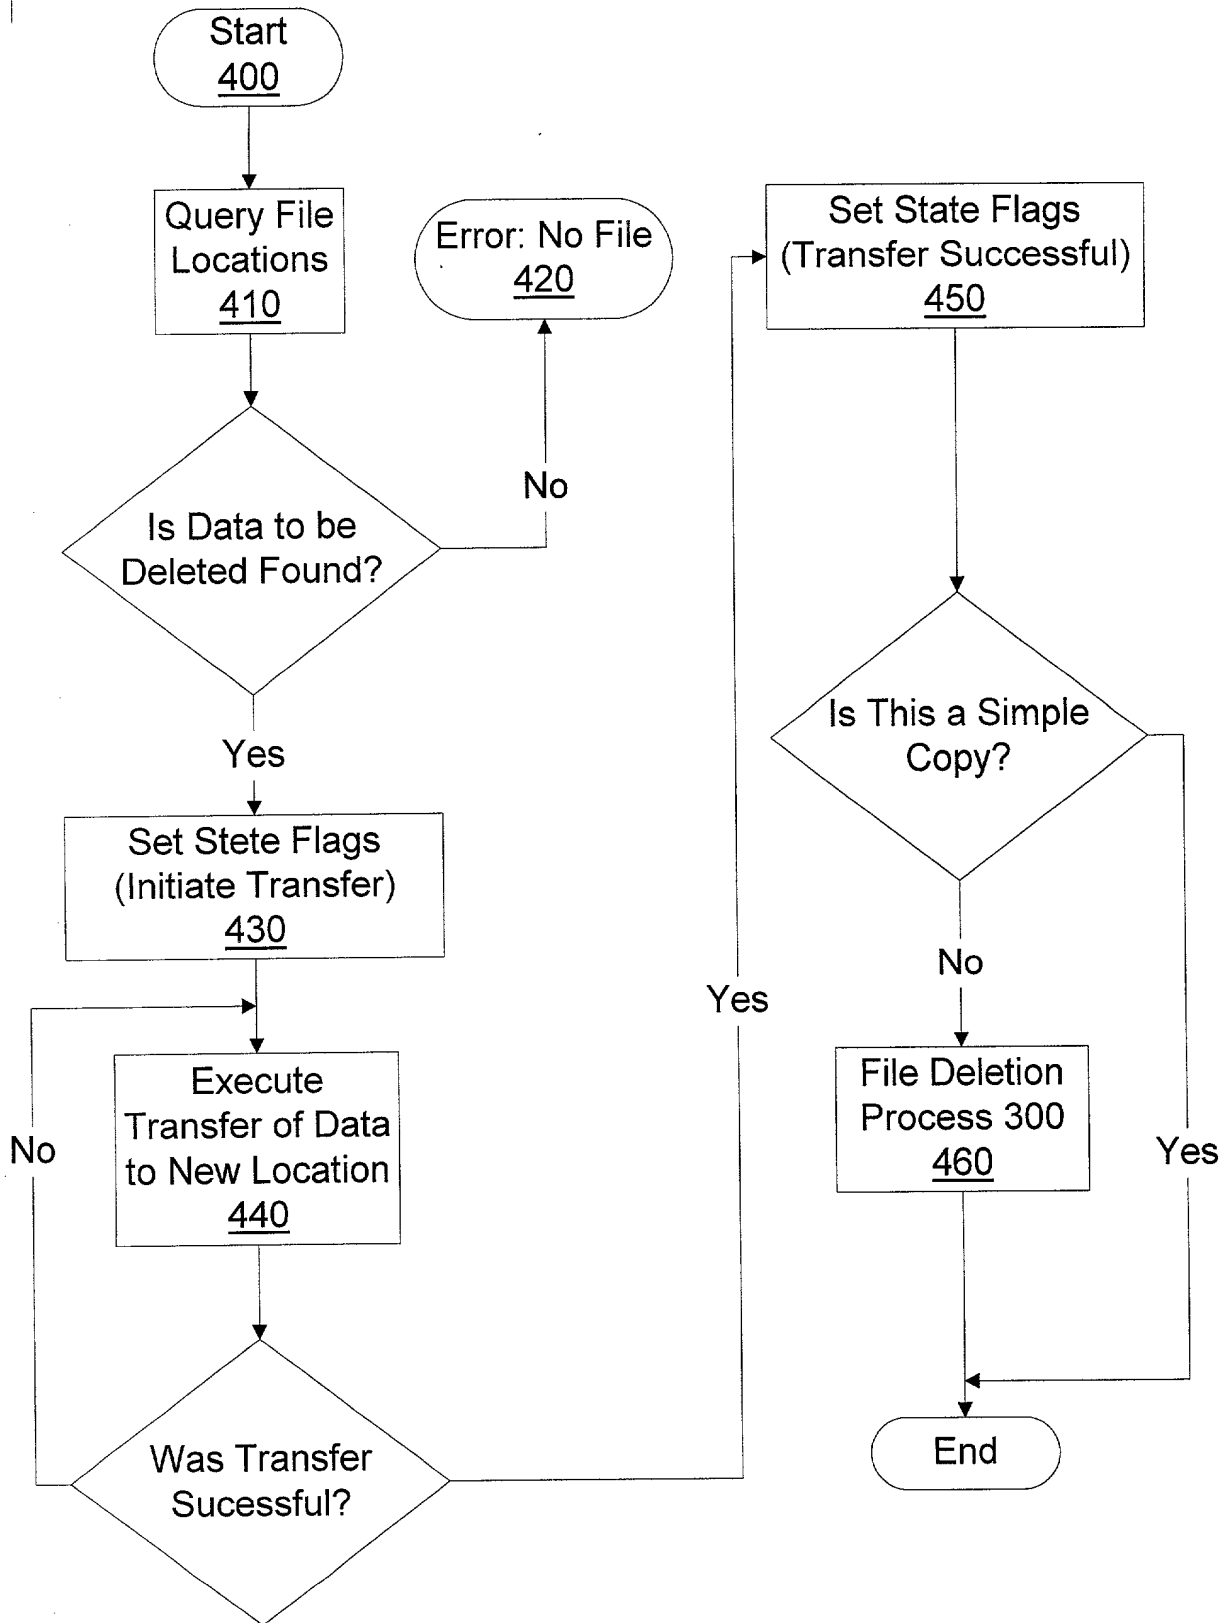 Start
400
Query File
Locations
410
Error: No File
420
Is Data to be
Deleted Found?
No
Yes
Set Stete Flags
(Initiate Transfer)
430
Execute
Transfer of Data
to New Location
440
No
Was Transfer
Sucessful?
Yes
Set State Flags
(Transfer Successful)
450
Is This a Simple
Copy?
No
File Deletion
Process 300
460
Yes
End